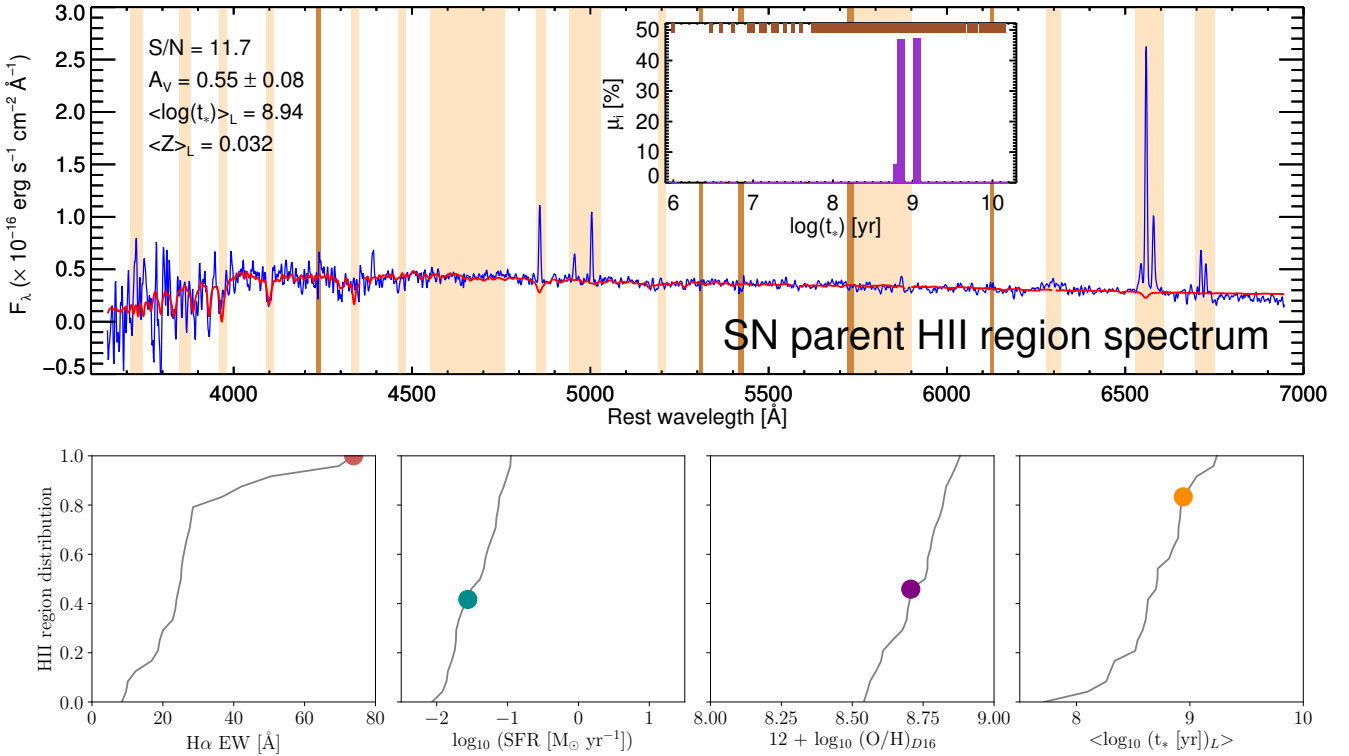 3.0
2.5
2.0
1.5
1.0
0.5
0.0
−0.5
F_λ (× 10⁻¹⁶ erg s⁻¹ cm⁻² Å⁻¹)
S/N = 11.7
A_V = 0.55 ± 0.08
<log(t_*)>_L = 8.94
<Z>_L = 0.032
50
40
30
20
10
0
μ_i [%]
6 7 8 9 10
log(t_*) [yr]
SN parent HII region spectrum
4000 4500 5000 5500 6000 6500 7000
Rest wavelegth [Å]
HII region distribution
1.0
0.8
0.6
0.4
0.2
0.0
0 20 40 60 80
Hα EW [Å]
−2 −1 0 1
log₁₀ (SFR [M_⊙ yr⁻¹])
8.00 8.25 8.50 8.75 9.00
12 + log₁₀ (O/H)_D16
8 9 10
<log₁₀ (t_* [yr])_L>